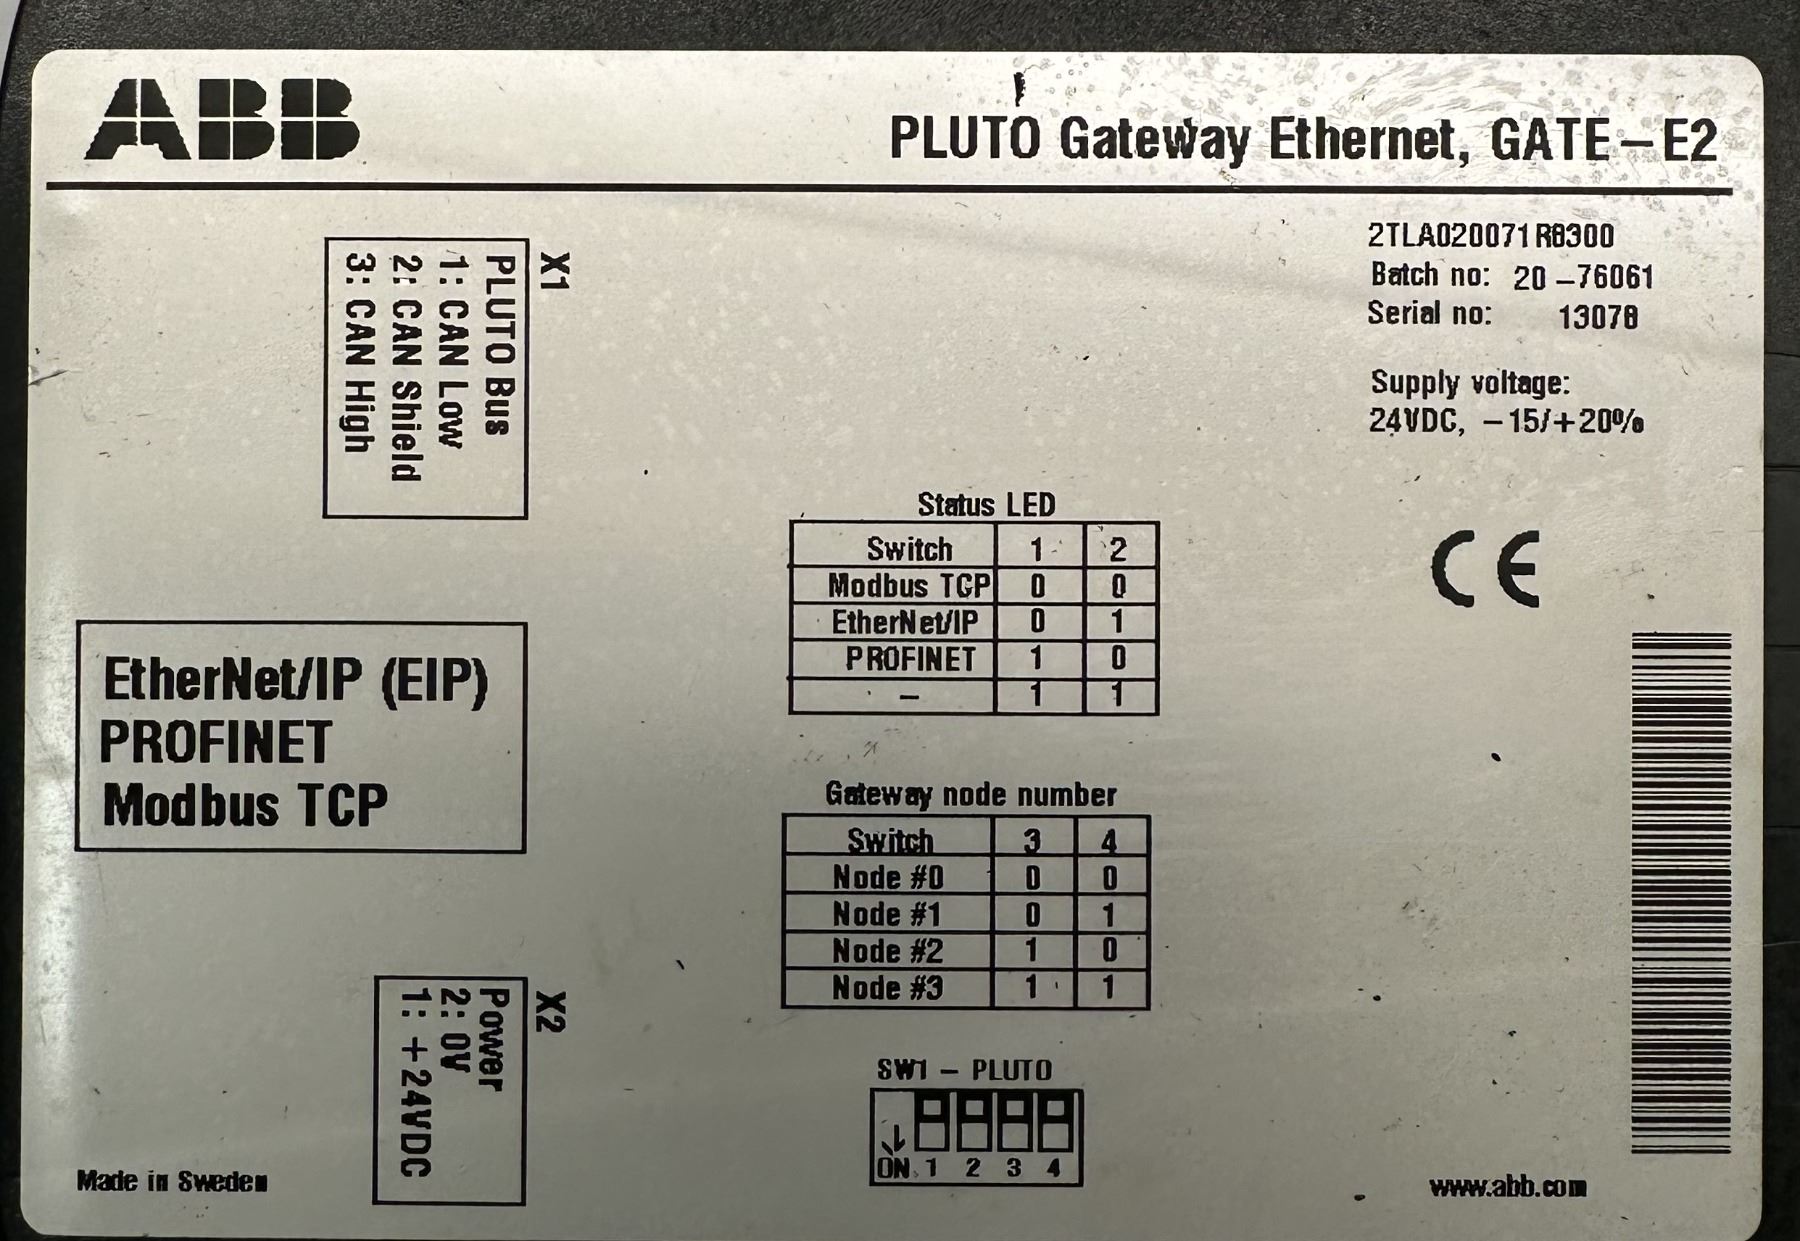 ABB
PLUTO Gateway Ethernet, GATE-E2
2TLA020071R8300
Batch no: 20-76061
Serial no: 13078
Supply voltage:
24VDC, -15/+20%
X1
PLUTO Bus
1: CAN Low
2: CAN Shield
3: CAN High
Status LED
Switch 1 2
Modbus TCP 0 0
EtherNet/IP 0 1
PROFINET 1 0
- 1 1
CE
EtherNet/IP (EIP)
PROFINET
Modbus TCP
Gateway node number
Switch 3 4
Node #0 0 0
Node #1 0 1
Node #2 1 0
Node #3 1 1
X2
Power
2: 0V
1: +24VDC
SW1 - PLUTO
ON 1 2 3 4
Made in Sweden
www.abb.com